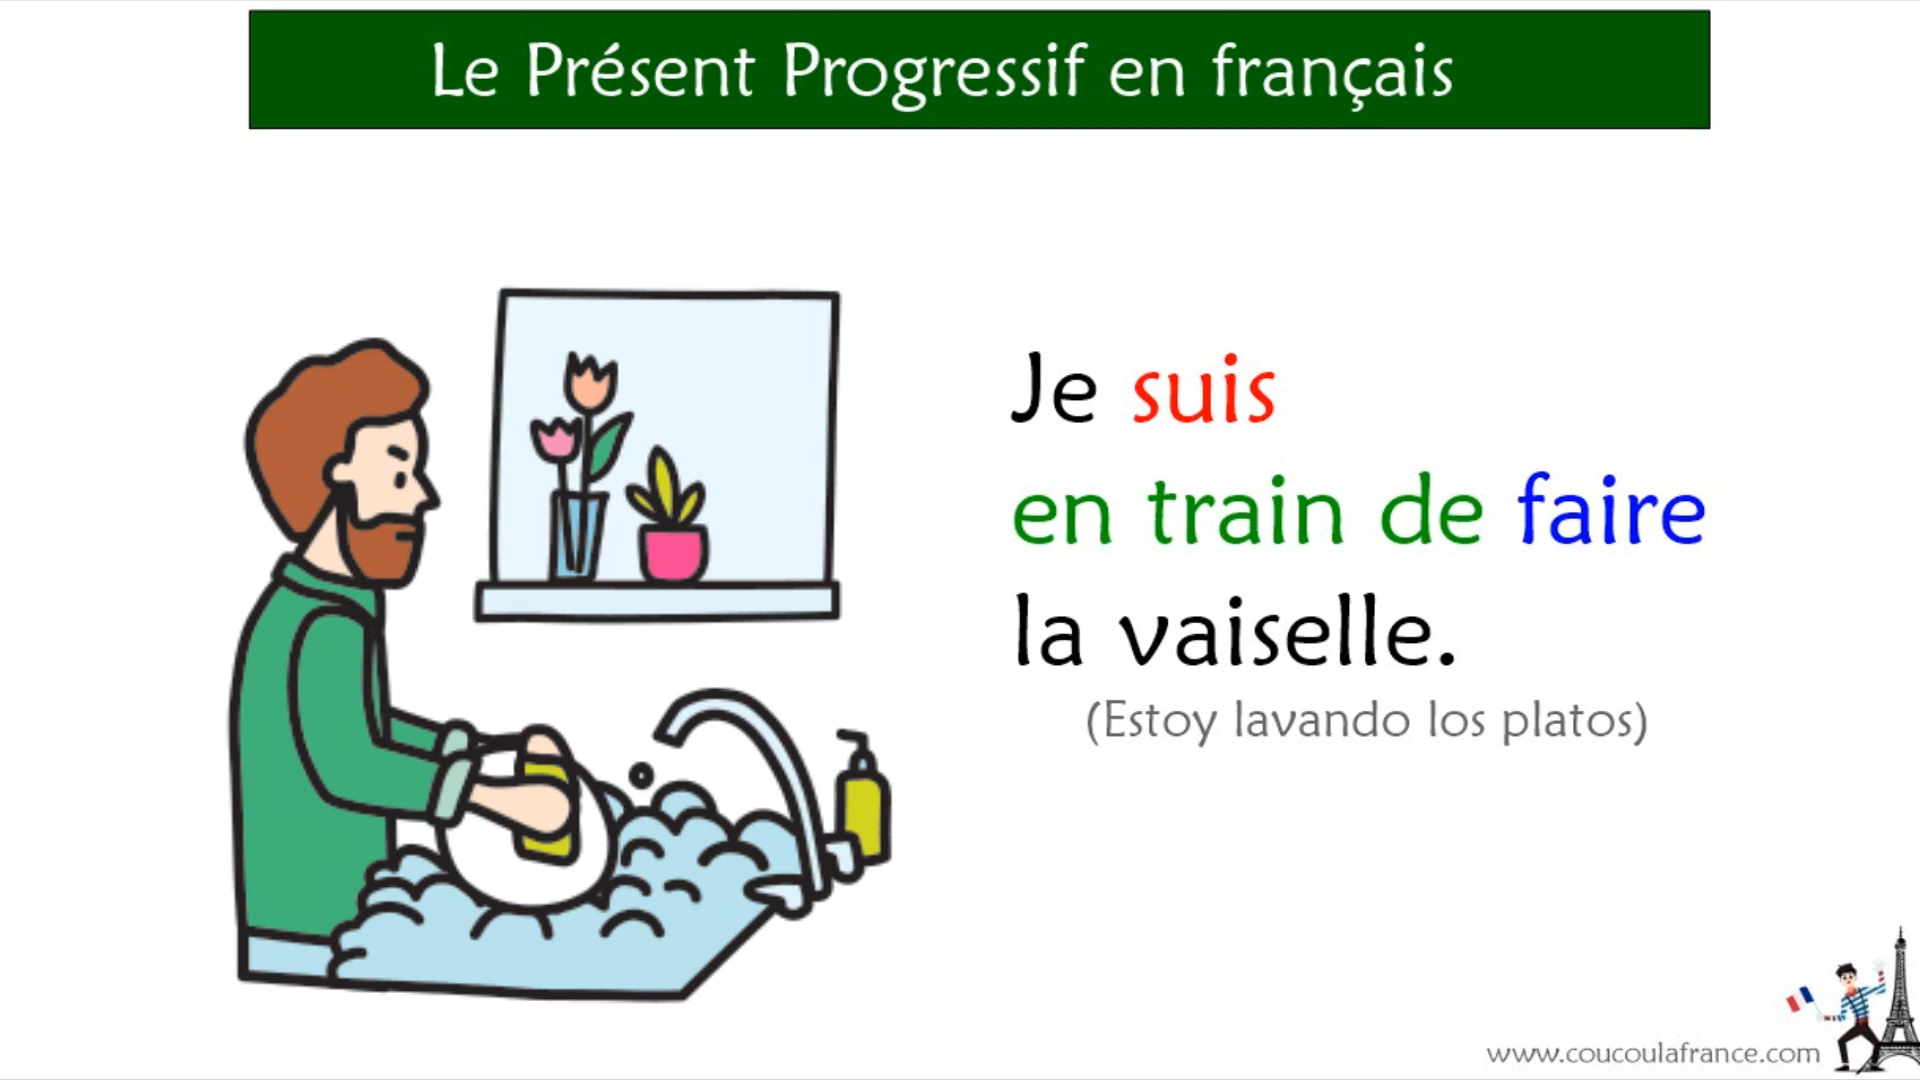 Le Présent Progressif en français
Je suis
en train de faire
la vaiselle.
(Estoy lavando los platos)
www.coucoulafrance.com